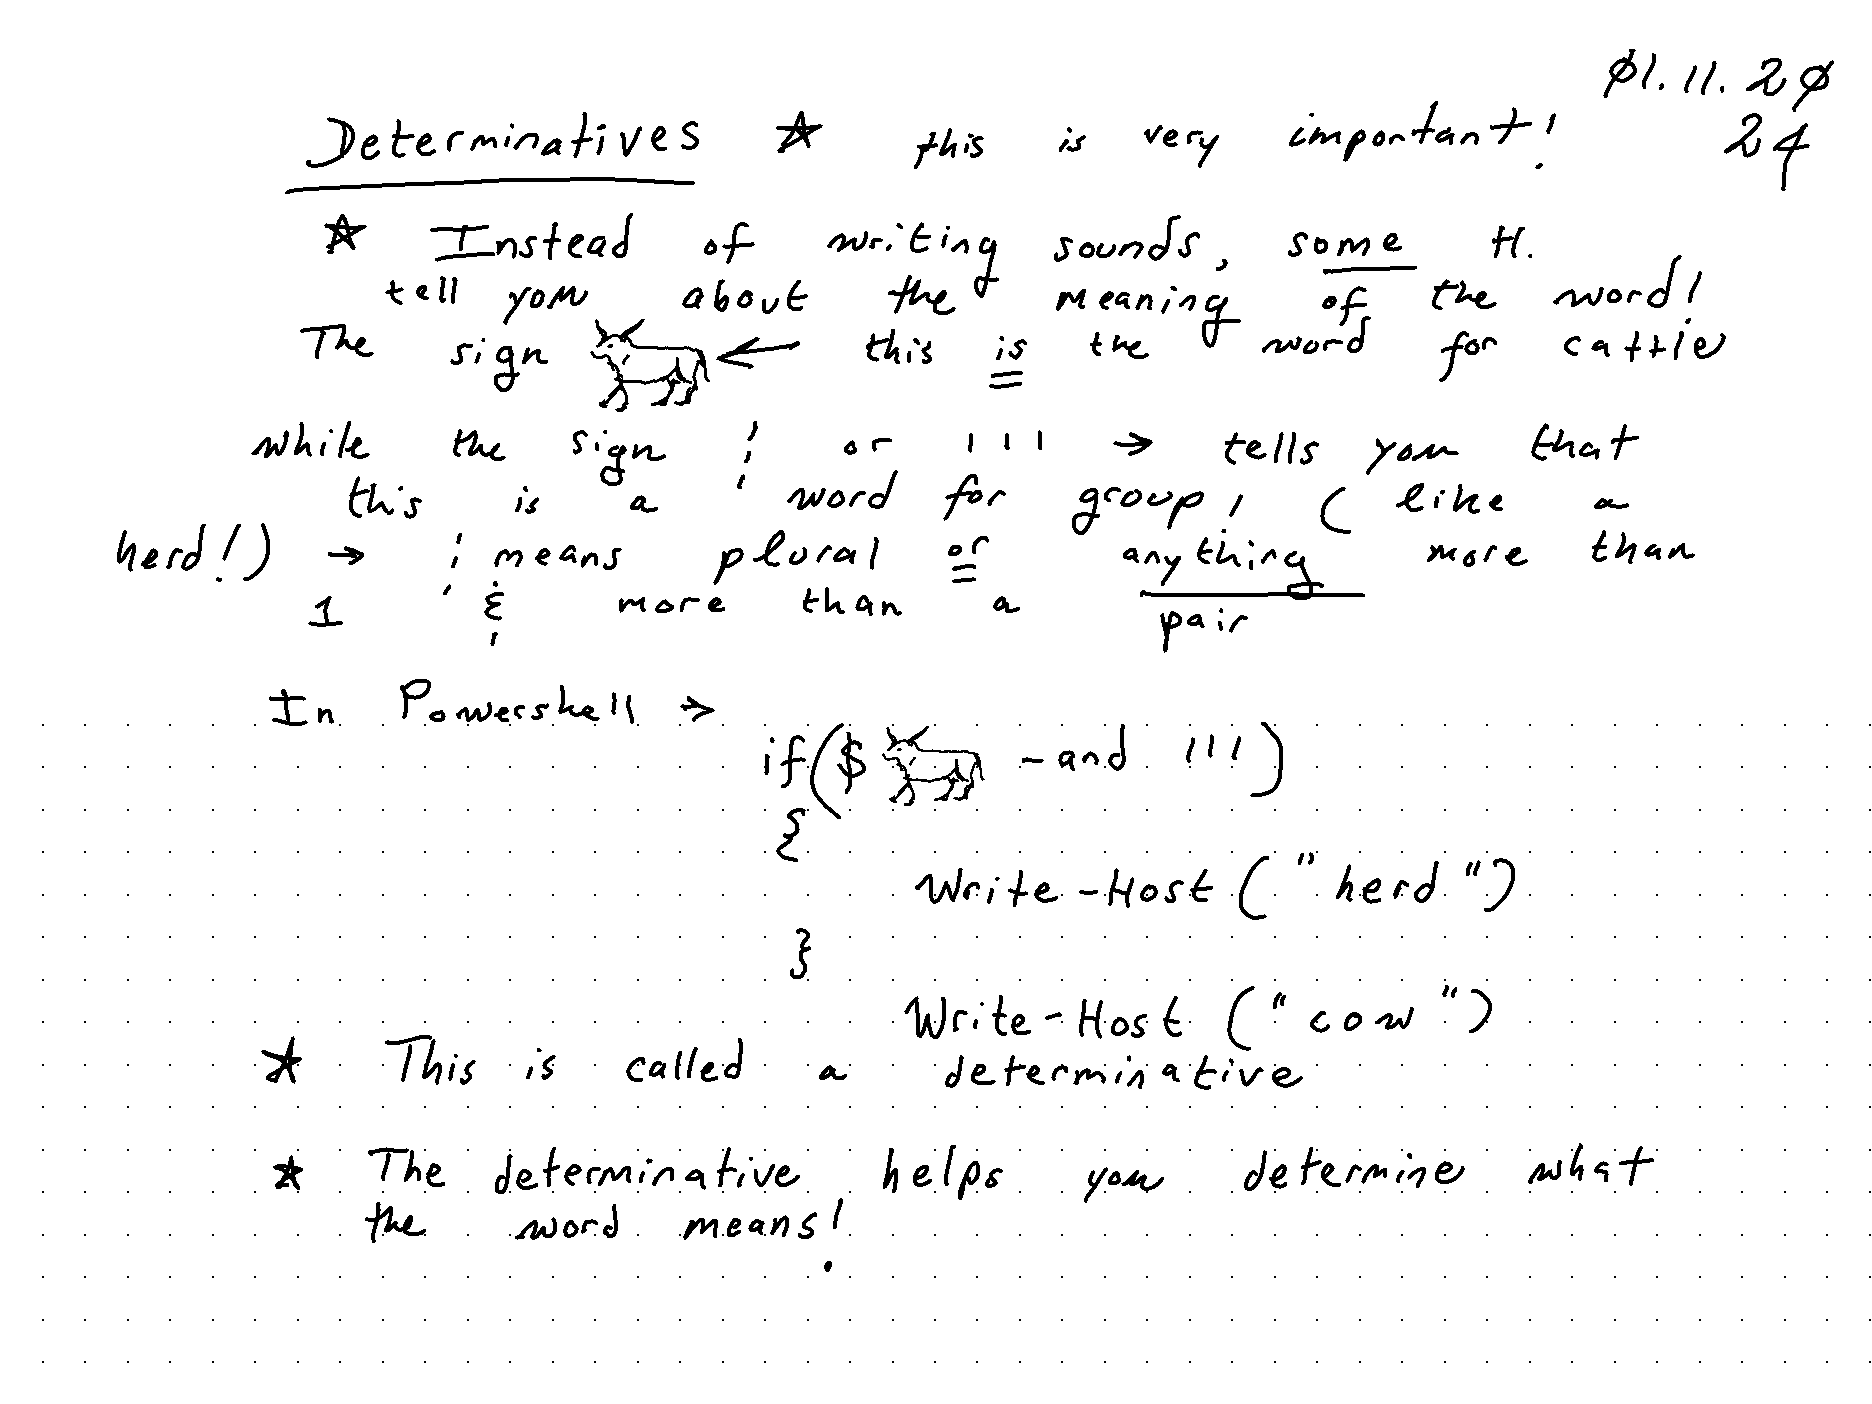 01.11.20
24
Determinatives ☆ this is very important!
☆ Instead of writing sounds, some H.
tell you about the meaning of the word!
The sign ← this is the word for cattle
while the sign ¦ or ııı → tells you that
this is a word for group, (like a
herd!) → ¦ means plural or anything more than
1 & more than a pair
In Powershell →
if($ -and ııı)
{
Write-Host("herd")
}
Write-Host("cow")
☆ This is called a determinative
☆ The determinative helps you determine what
the word means!